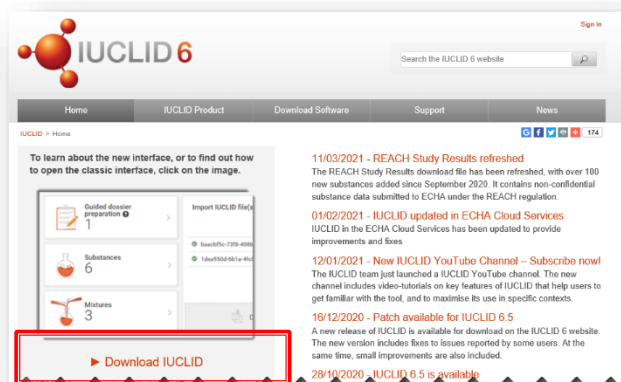 Sign in
IUCLID 6
Search the IUCLID 6 website
Home
IUCLID Product
Download Software
Support
News
IUCLID > Home
174
To learn about the new interface, or to find out how
to open the classic interface, click on the image.
Guided dossier
preparation
1
Import IUCLID file(s
Substances
6
Mixtures
3
► Download IUCLID
11/03/2021 - REACH Study Results refreshed
The REACH Study Results download file has been refreshed, with over 100
new substances added since September 2020. It contains non-confidential
substance data submitted to ECHA under the REACH regulation.
01/02/2021 - IUCLID updated in ECHA Cloud Services
IUCLID in the ECHA Cloud Services has been updated to provide
improvements and fixes
12/01/2021 - New IUCLID YouTube Channel – Subscribe now!
The IUCLID team just launched a IUCLID YouTube channel. The new
channel includes video-tutorials on key features of IUCLID that help users to
get familiar with the tool, and to maximise its use in specific contexts.
16/12/2020 - Patch available for IUCLID 6.5
A new release of IUCLID is available for download on the IUCLID 6 website.
The new version includes fixes to issues reported by some users. At the
same time, small improvements are also included.
28/10/2020 - IUCLID 6.5 is available